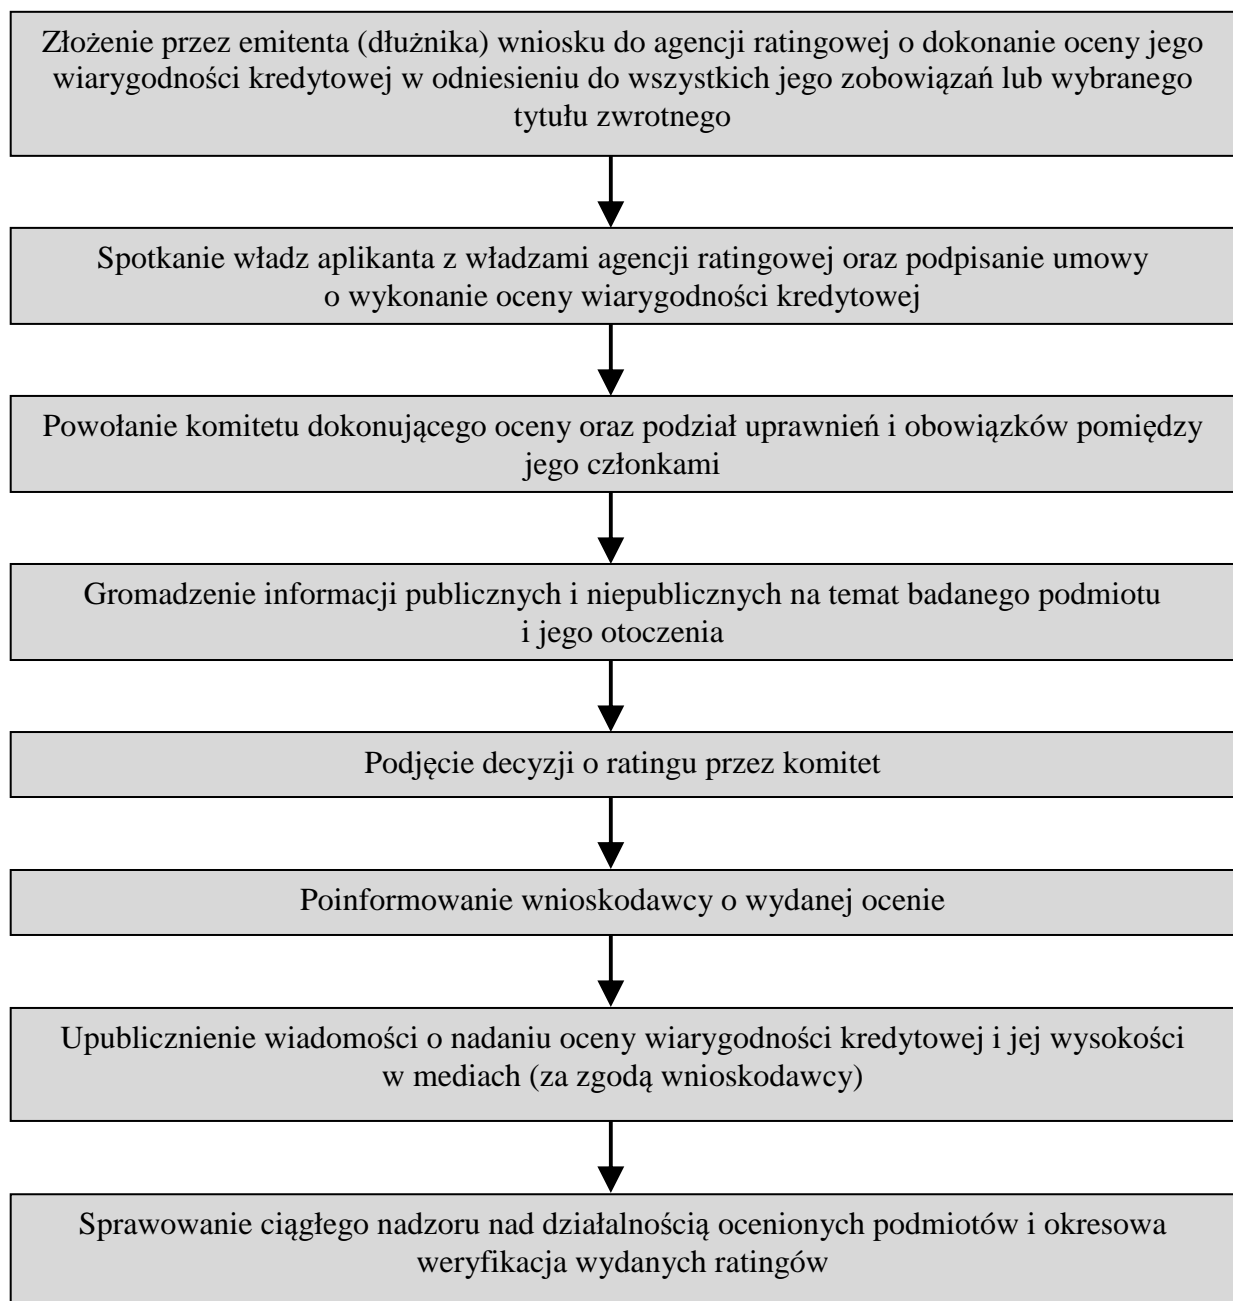 Złożenie przez emitenta (dłużnika) wniosku do agencji ratingowej o dokonanie oceny jego
wiarygodności kredytowej w odniesieniu do wszystkich jego zobowiązań lub wybranego
tytułu zwrotnego
Spotkanie władz aplikanta z władzami agencji ratingowej oraz podpisanie umowy
o wykonanie oceny wiarygodności kredytowej
Powołanie komitetu dokonującego oceny oraz podział uprawnień i obowiązków pomiędzy
jego członkami
Gromadzenie informacji publicznych i niepublicznych na temat badanego podmiotu
i jego otoczenia
Podjęcie decyzji o ratingu przez komitet
Poinformowanie wnioskodawcy o wydanej ocenie
Upublicznienie wiadomości o nadaniu oceny wiarygodności kredytowej i jej wysokości
w mediach (za zgodą wnioskodawcy)
Sprawowanie ciągłego nadzoru nad działalnością ocenionych podmiotów i okresowa
weryfikacja wydanych ratingów